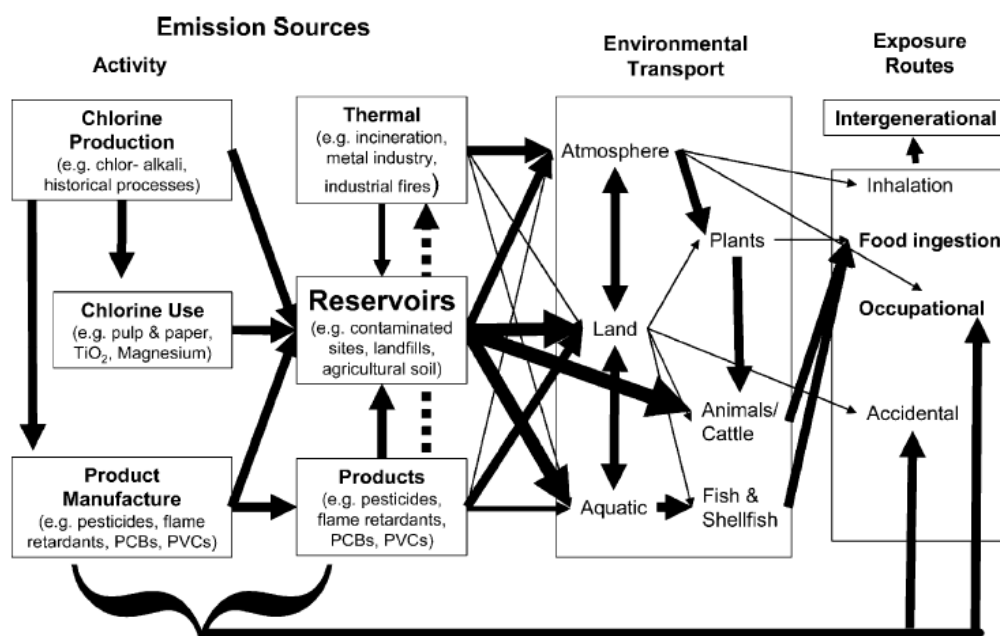 Emission Sources
Activity
Chlorine
Production
(e.g. chlor- alkali,
historical processes)
Chlorine Use
(e.g. pulp & paper,
TiO₂, Magnesium)
Product
Manufacture
(e.g. pesticides, flame
retardants, PCBs, PVCs)
Thermal
(e.g. incineration,
metal industry,
industrial fires)
Reservoirs
(e.g. contaminated
sites, landfills,
agricultural soil)
Products
(e.g. pesticides,
flame retardants,
PCBs, PVCs)
Environmental
Transport
Atmosphere
Plants
Land
Animals/
Cattle
Aquatic
Fish &
Shellfish
Exposure
Routes
Intergenerational
Inhalation
Food ingestion
Occupational
Accidental